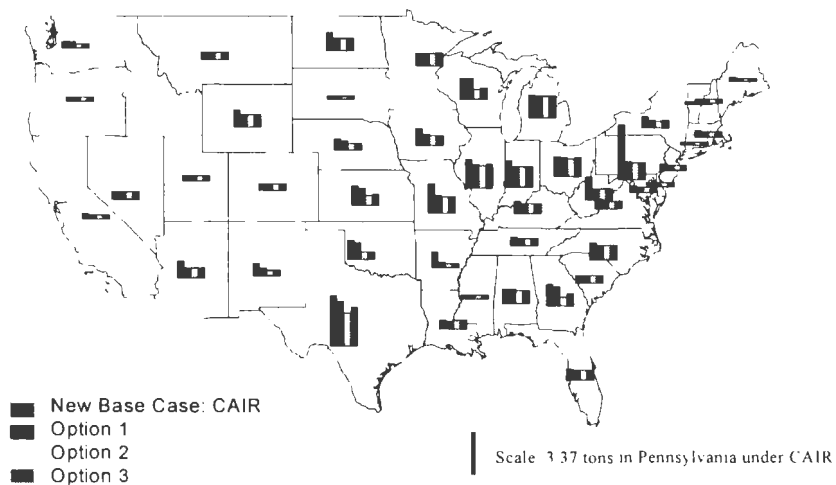 New Base Case: CAIR
Option 1
Option 2
Option 3
Scale 3.37 tons in Pennsylvania under CAIR